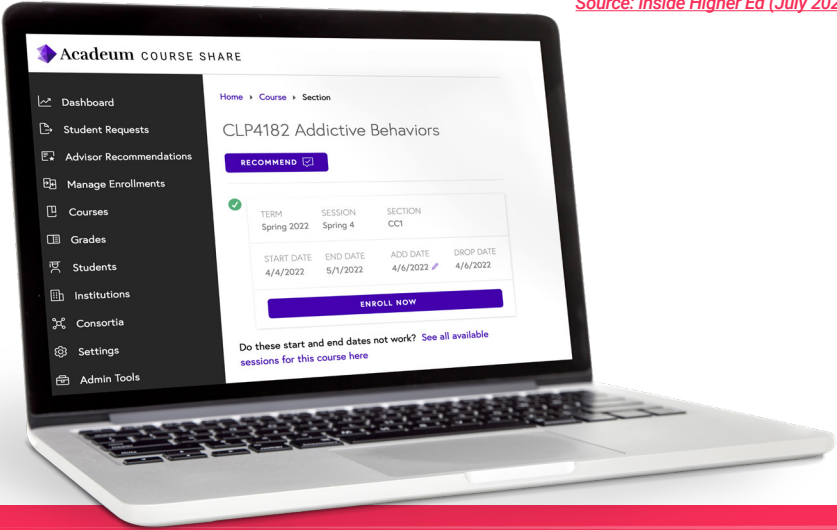 Source: Inside Higher Ed (July 202
Acadeum COURSE SHARE
Dashboard
Student Requests
Advisor Recommendations
Manage Enrollments
Courses
Grades
Students
Institutions
Consortia
Settings
Admin Tools
Home ▸ Course ▸ Section
CLP4182 Addictive Behaviors
RECOMMEND
TERM SESSION SECTION
Spring 2022 Spring 4 CC1
START DATE END DATE ADD DATE DROP DATE
4/4/2022 5/1/2022 4/6/2022 4/6/2022
ENROLL NOW
Do these start and end dates not work? See all available
sessions for this course here